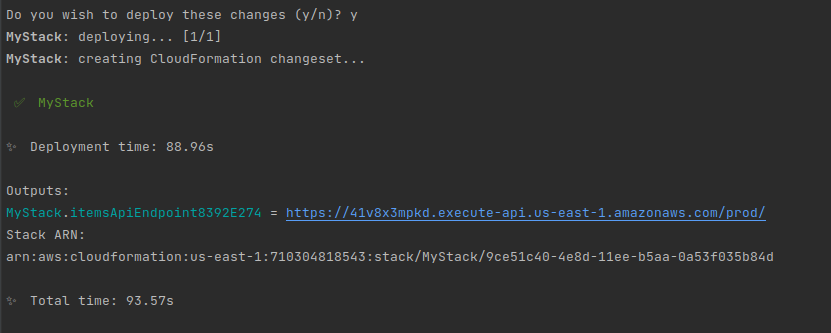 Do you wish to deploy these changes (y/n)? y
MyStack: deploying... [1/1]
MyStack: creating CloudFormation changeset...
✅  MyStack
✨  Deployment time: 88.96s
Outputs:
MyStack.itemsApiEndpoint8392E274 = https://41v8x3mpkd.execute-api.us-east-1.amazonaws.com/prod/
Stack ARN:
arn:aws:cloudformation:us-east-1:710304818543:stack/MyStack/9ce51c40-4e8d-11ee-b5aa-0a53f035b84d
✨  Total time: 93.57s